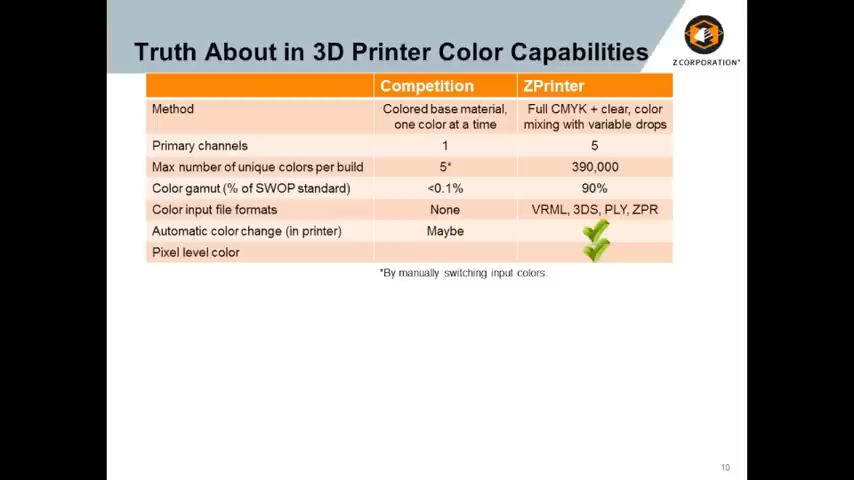 Truth About in 3D Printer Color Capabilities
Z CORPORATION®
Competition ZPrinter
Method Colored base material, one color at a time Full CMYK + clear, color mixing with variable drops
Primary channels 1 5
Max number of unique colors per build 5* 390,000
Color gamut (% of SWOP standard) <0.1% 90%
Color input file formats None VRML, 3DS, PLY, ZPR
Automatic color change (in printer) Maybe
Pixel level color
*By manually switching input colors.
10